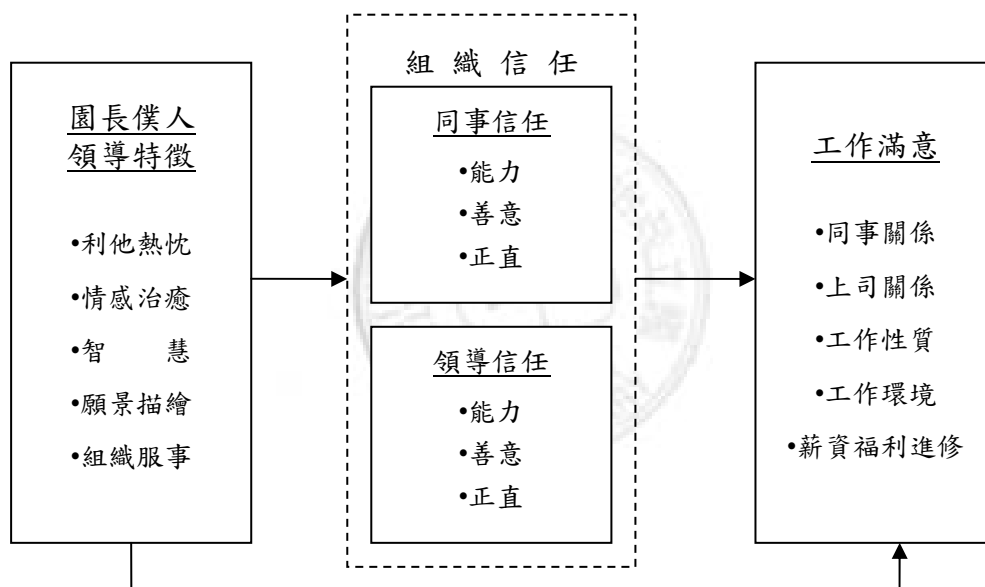 園長僕人
領導特徵
•利他熱忱
•情感治癒
•智 慧
•願景描繪
•組織服事
組 織 信 任
同事信任
•能力
•善意
•正直
領導信任
•能力
•善意
•正直
工作滿意
•同事關係
•上司關係
•工作性質
•工作環境
•薪資福利進修